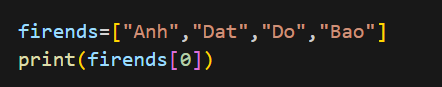 firends=["Anh","Dat","Do","Bao"]
print(firends[0])